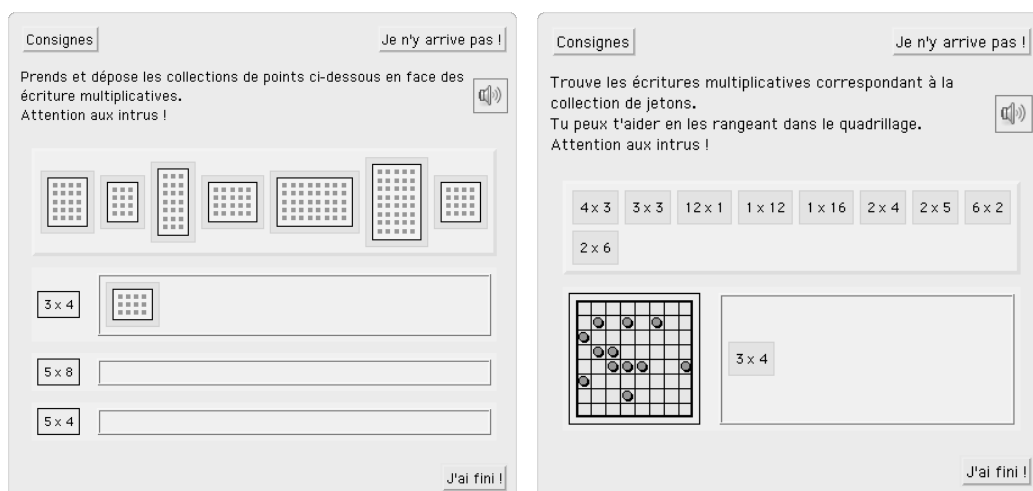 Consignes
Je n'y arrive pas !
Prends et dépose les collections de points ci-dessous en face des
écriture multiplicatives.
Attention aux intrus !
3 x 4
5 x 8
5 x 4
J'ai fini !
Consignes
Je n'y arrive pas !
Trouve les écritures multiplicatives correspondant à la
collection de jetons.
Tu peux t'aider en les rangeant dans le quadrillage.
Attention aux intrus !
4 x 3 3 x 3 12 x 1 1 x 12 1 x 16 2 x 4 2 x 5 6 x 2
2 x 6
3 x 4
J'ai fini !